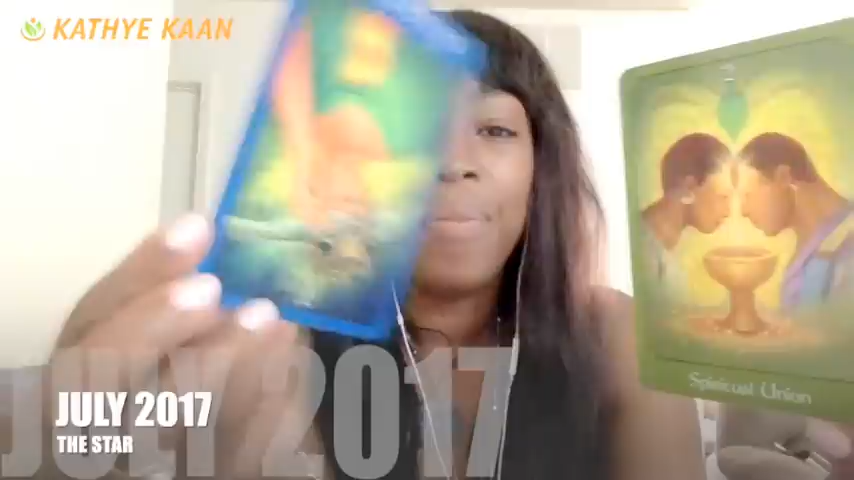 KATHYE KAAN
JULY 2017
JULY 2017
THE STAR
Spiritual Union